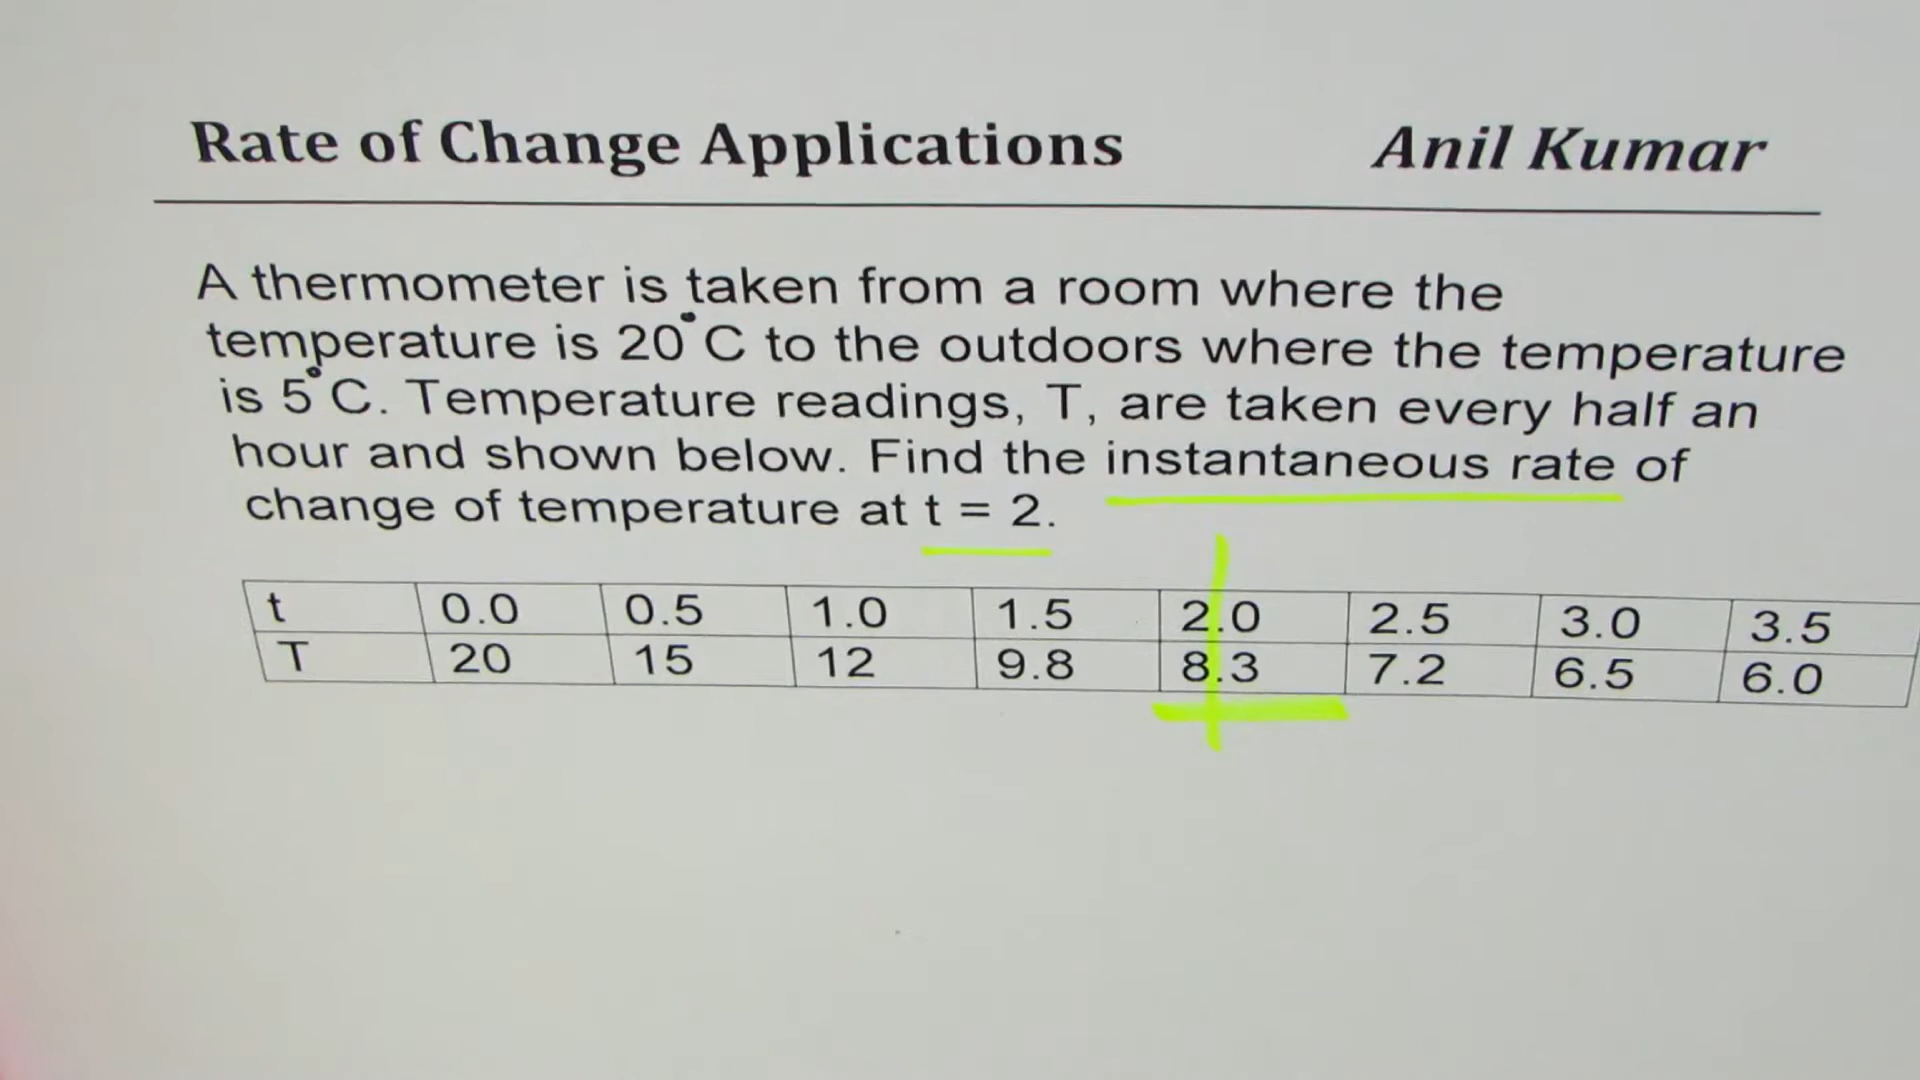 Rate of Change Applications Anil Kumar
A thermometer is taken from a room where the
temperature is 20°C to the outdoors where the temperature
is 5°C. Temperature readings, T, are taken every half an
hour and shown below. Find the instantaneous rate of
change of temperature at t = 2.
t 0.0 0.5 1.0 1.5 2.0 2.5 3.0 3.5
T 20 15 12 9.8 8.3 7.2 6.5 6.0